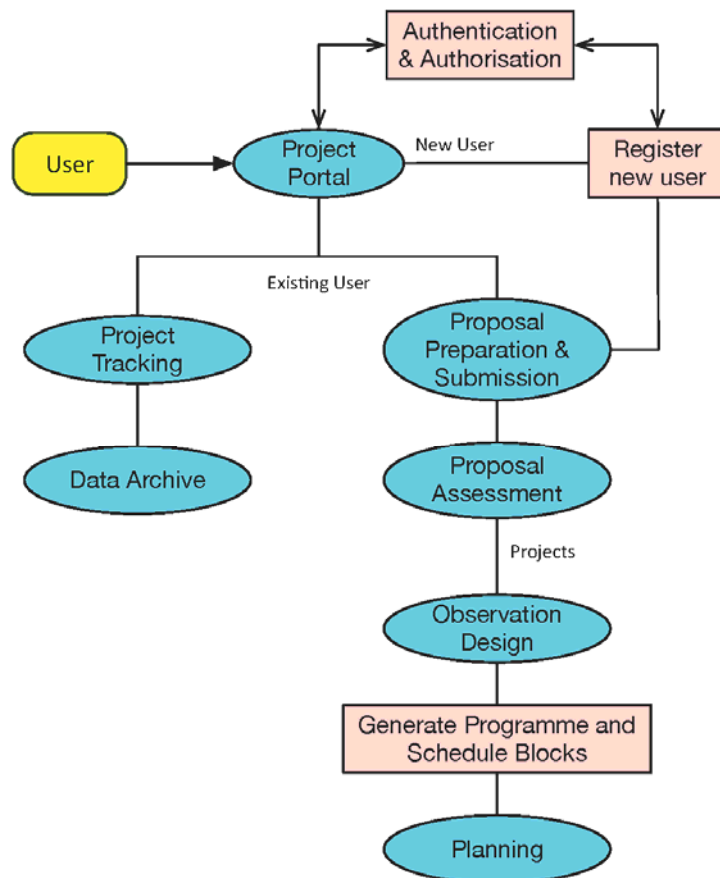 Authentication
& Authorisation
User
Project
Portal
New User
Register
new user
Existing User
Project
Tracking
Proposal
Preparation &
Submission
Data Archive
Proposal
Assessment
Projects
Observation
Design
Generate Programme and
Schedule Blocks
Planning